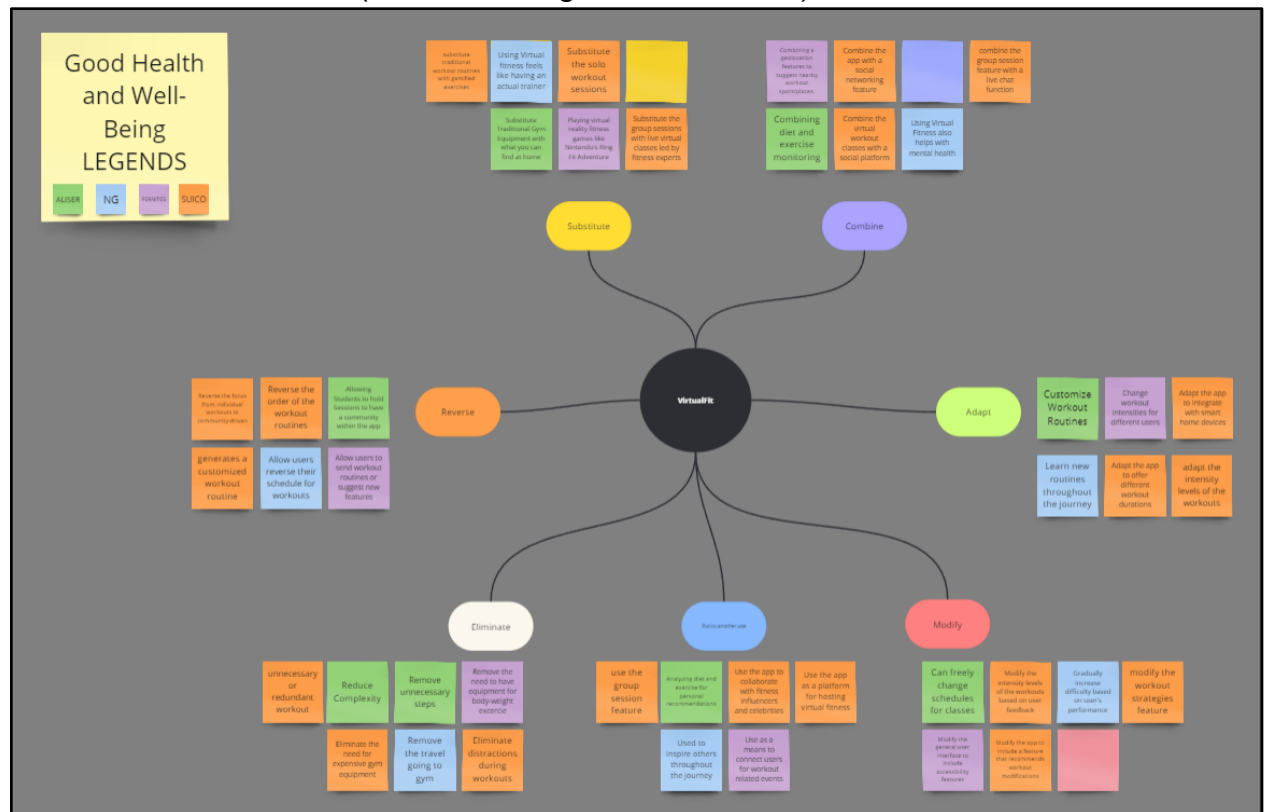 Good Health
and Well-
Being
LEGENDS
ALISER
NG
SUICO
substitute
traditional
workout routines
with gamified
exercises
Using Virtual
fitness feels
like having an
actual trainer
Substitute
the solo
workout
sessions
Substitute
Traditional Gym
Equipment with
what you can
find at home
Playing virtual
reality fitness
games like
Nintendo's Ring
Fit Adventure
Substitute the
group sessions
with live virtual
classes led by
fitness experts
Combining a
geolocation
features to
suggest nearby
workout
spots/places.
Combine the
app with a
social
networking
feature
combine the
group session
feature with a
live chat
function
Combining
diet and
exercise
monitoring
Combine the
virtual
workout
classes with a
social platform
Using Virtual
Fitness also
helps with
mental health
Substitute
Combine
Reverse the focus
from individual
workouts to
community-driven
Reverse the
order of the
workout
routines
Allowing
Students to hold
Sessions to have
a community
within the app
generates a
customized
workout
routine
Allow users
reverse their
schedule for
workouts
Allow users to
send workout
routines or
suggest new
features
Reverse
VirtualFit
Adapt
Customize
Workout
Routines
Change
workout
intensities for
different users
Adapt the app
to integrate
with smart
home devices
Learn new
routines
throughout
the journey
Adapt the app
to offer
different
workout
durations
adapt the
intensity
levels of the
workouts
Eliminate
Put to another use
Modify
unnecessary
or
redundant
workout
Reduce
Complexity
Remove
unnecessary
steps
Remove the
need to have
equipment for
body-weight
excercie
Eliminate the
need for
expensive gym
equipment
Remove
the travel
going to
gym
Eliminate
distractions
during
workouts
use the
group
session
feature
Analyzing diet and
exercise for
personal
recommendations
Use the app to
collaborate
with fitness
influencers
and celebrities
Use the app
as a platform
for hosting
virtual fitness
Used to
inspire others
throughout
the journey
Use as a
means to
connect users
for workout
related events
Can freely
change
schedules
for classes
Modify the
intensity levels
of the workouts
based on user
feedback
Gradually
increase
difficulty based
on user's
performance
modify the
workout
strategies
feature
Modify the
general user
interface to
include
accessibility
features
Modify the app to
include a feature
that recommends
workout
modifications